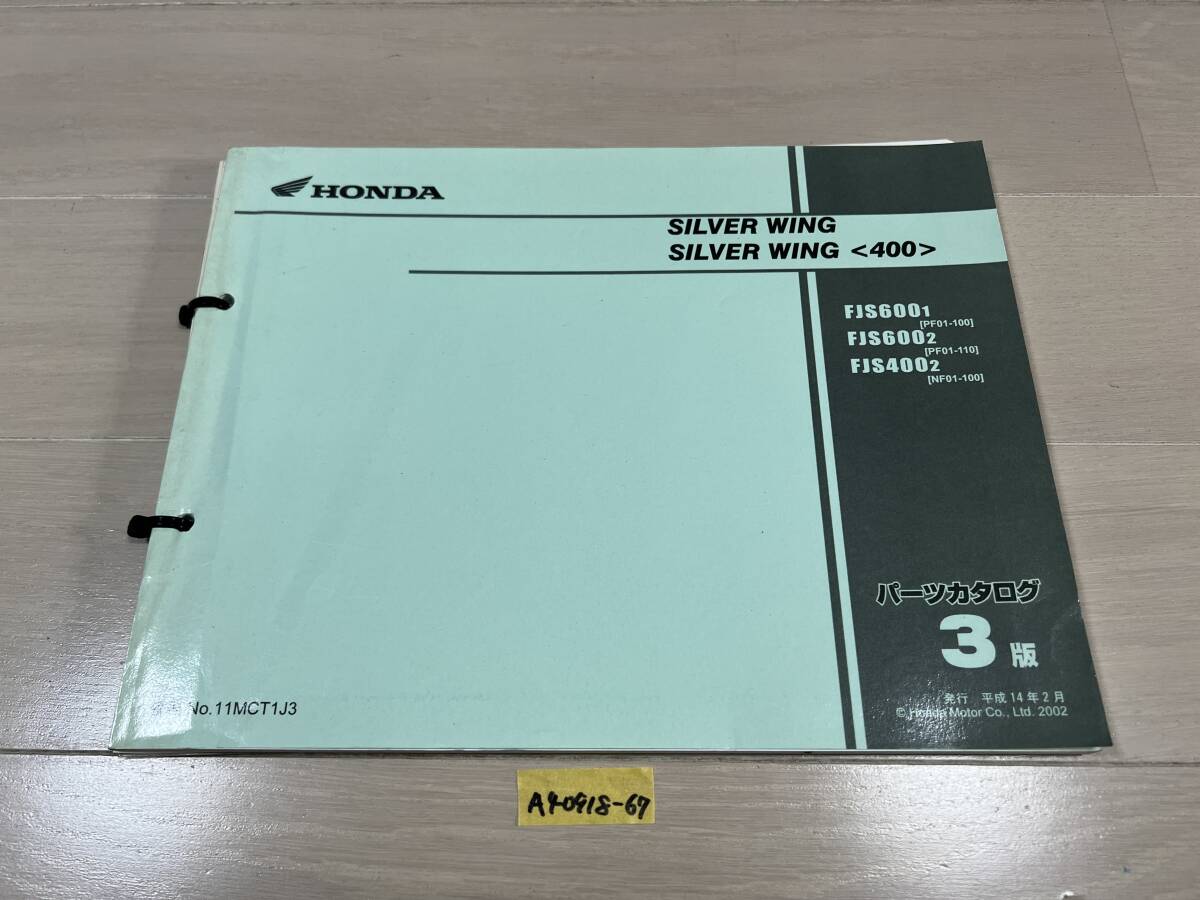 HONDA
SILVER WING
SILVER WING <400>
FJS6001
[PF01-100]
FJS6002
[PF01-110]
FJS4002
[NF01-100]
パーツカタログ
3 版
発行 平成14年2月
© Honda Motor Co., Ltd. 2002
No.11MCT1J3
A40918-67